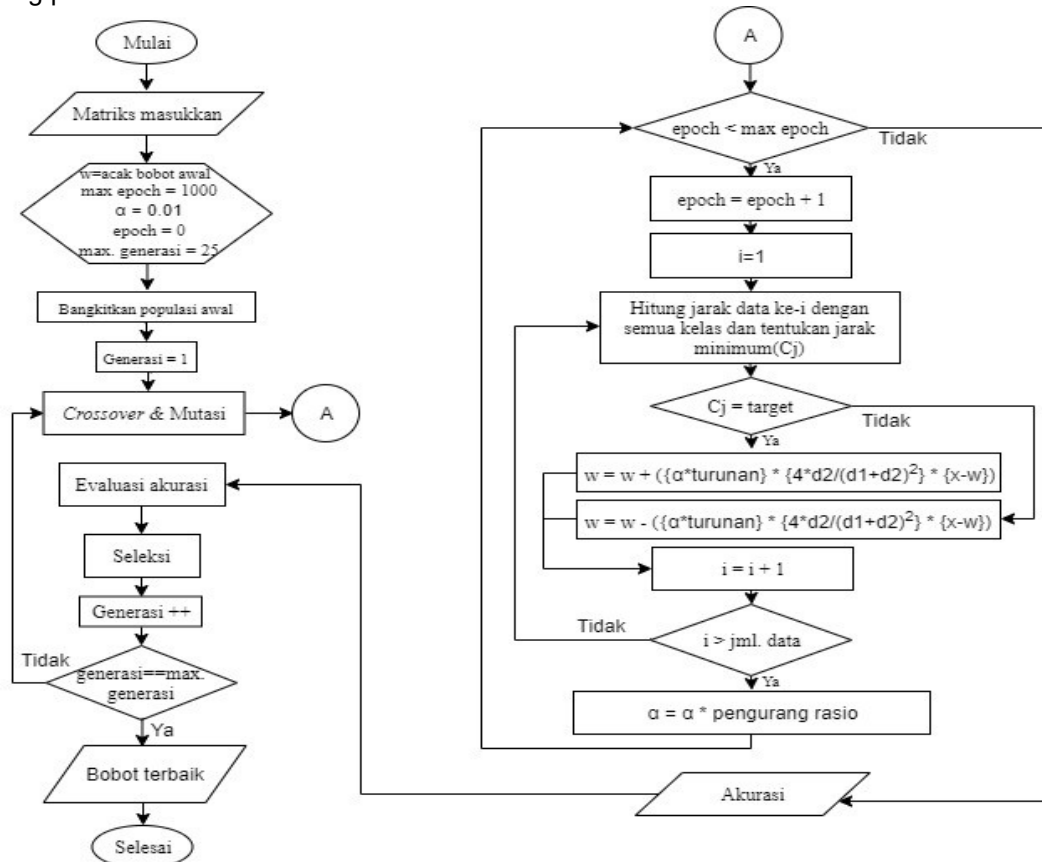 Mulai
Matriks masukkan
w=acak bobot awal
max epoch = 1000
α = 0.01
epoch = 0
max. generasi = 25
Bangkitkan populasi awal
Generasi = 1
Crossover & Mutasi
A
Evaluasi akurasi
Seleksi
Generasi ++
Tidak
generasi==max.
generasi
Ya
Bobot terbaik
Selesai
A
epoch < max epoch
Tidak
Ya
epoch = epoch + 1
i=1
Hitung jarak data ke-i dengan
semua kelas dan tentukan jarak
minimum(Cj)
Cj = target
Tidak
Ya
w = w + ({α*turunan} * {4*d2/(d1+d2)²} * {x-w})
w = w - ({α*turunan} * {4*d2/(d1+d2)²} * {x-w})
i = i + 1
Tidak
i > jml. data
Ya
α = α * pengurang rasio
Akurasi